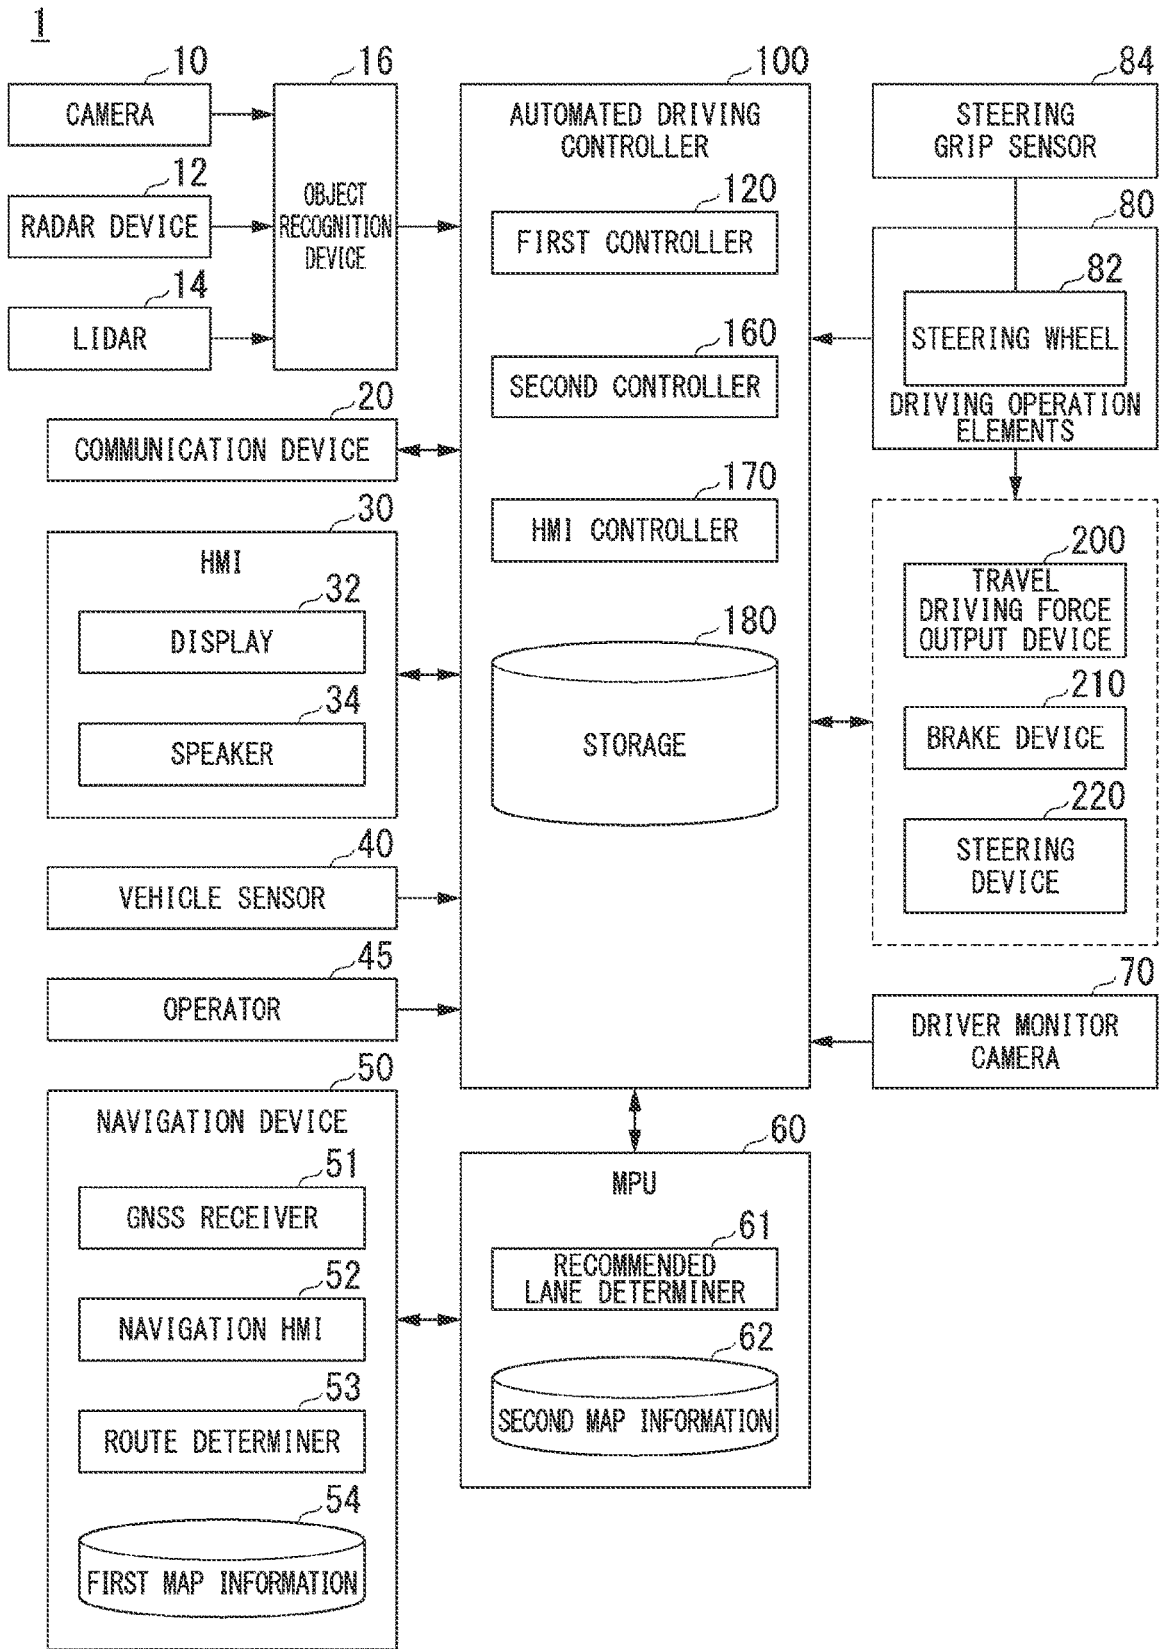 1
10
CAMERA
12
RADAR DEVICE
14
LIDAR
16
OBJECT
RECOGNITION
DEVICE
20
COMMUNICATION DEVICE
30
HMI
32
DISPLAY
34
SPEAKER
40
VEHICLE SENSOR
45
OPERATOR
50
NAVIGATION DEVICE
51
GNSS RECEIVER
52
NAVIGATION HMI
53
ROUTE DETERMINER
54
FIRST MAP INFORMATION
100
AUTOMATED DRIVING
CONTROLLER
120
FIRST CONTROLLER
160
SECOND CONTROLLER
170
HMI CONTROLLER
180
STORAGE
60
MPU
61
RECOMMENDED
LANE DETERMINER
62
SECOND MAP INFORMATION
84
STEERING
GRIP SENSOR
80
82
STEERING WHEEL
DRIVING OPERATION
ELEMENTS
200
TRAVEL
DRIVING FORCE
OUTPUT DEVICE
210
BRAKE DEVICE
220
STEERING
DEVICE
70
DRIVER MONITOR
CAMERA